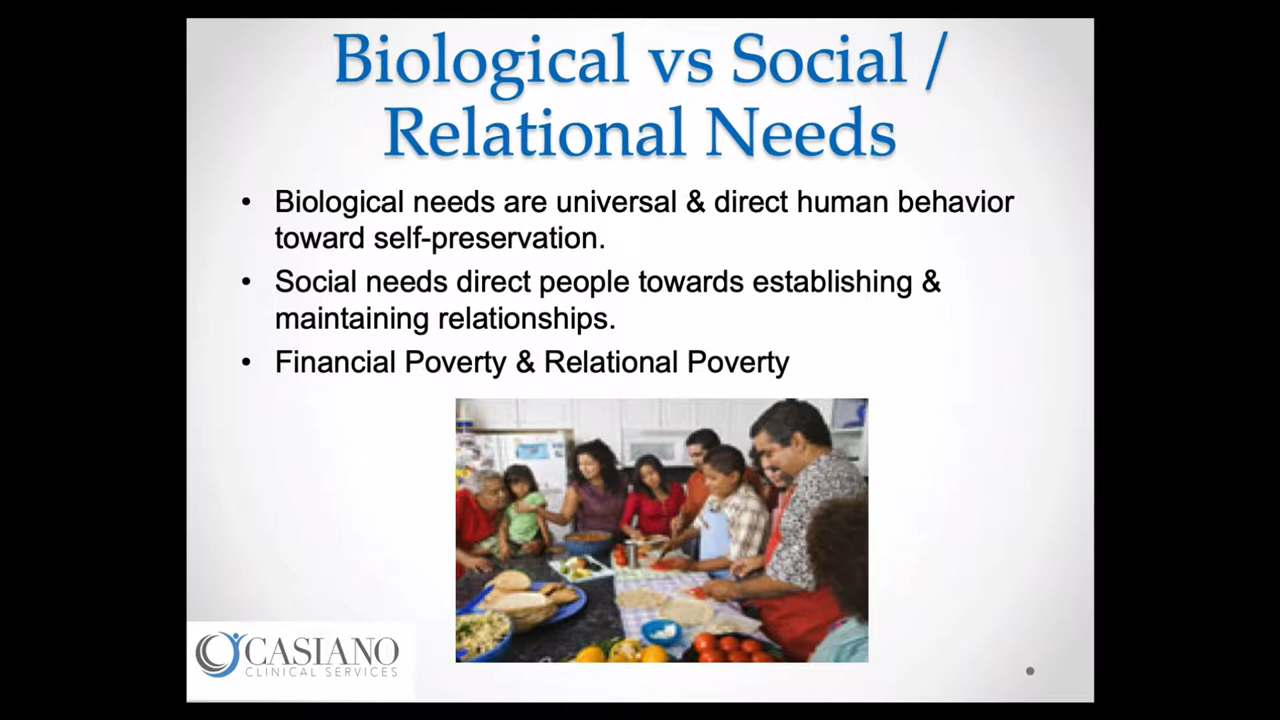 Biological vs Social /
Relational Needs
• Biological needs are universal & direct human behavior
toward self-preservation.
• Social needs direct people towards establishing &
maintaining relationships.
• Financial Poverty & Relational Poverty
CASIANO
CLINICAL SERVICES